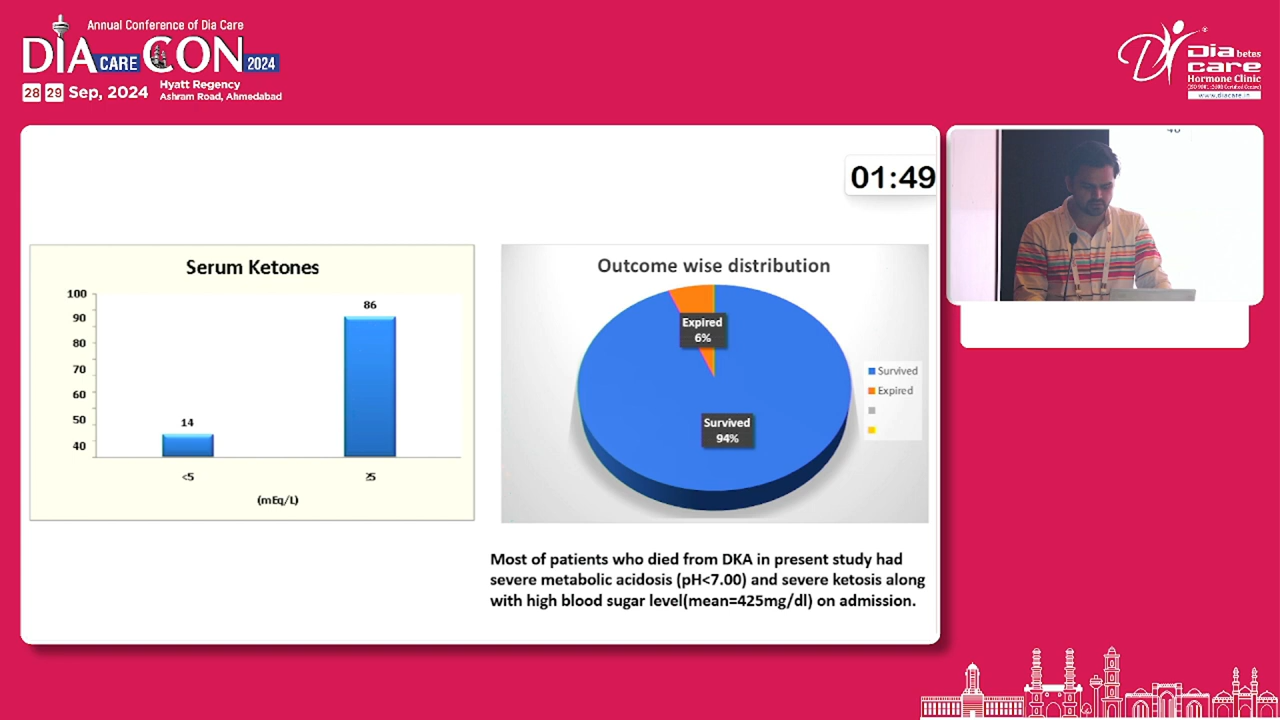 Annual Conference of Dia Care
DIA CARE CON 2024
28 29 Sep, 2024
Hyatt Regency
Ashram Road, Ahmedabad
Dia betes
care
Hormone Clinic
www.diacare.in
01:49
Serum Ketones
100
90
80
70
60
50
40
14
86
<5
≥5
(mEq/L)
Outcome wise distribution
Expired
6%
Survived
94%
Survived
Expired
Most of patients who died from DKA in present study had
severe metabolic acidosis (pH<7.00) and severe ketosis along
with high blood sugar level(mean=425mg/dl) on admission.